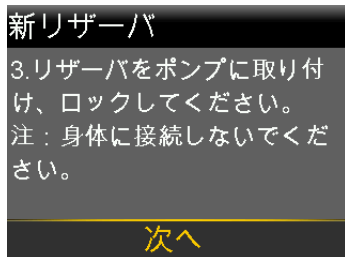 新リザーバ
3.リザーバをポンプに取り付
け、ロックしてください。
注：身体に接続しないでくだ
さい。
次へ